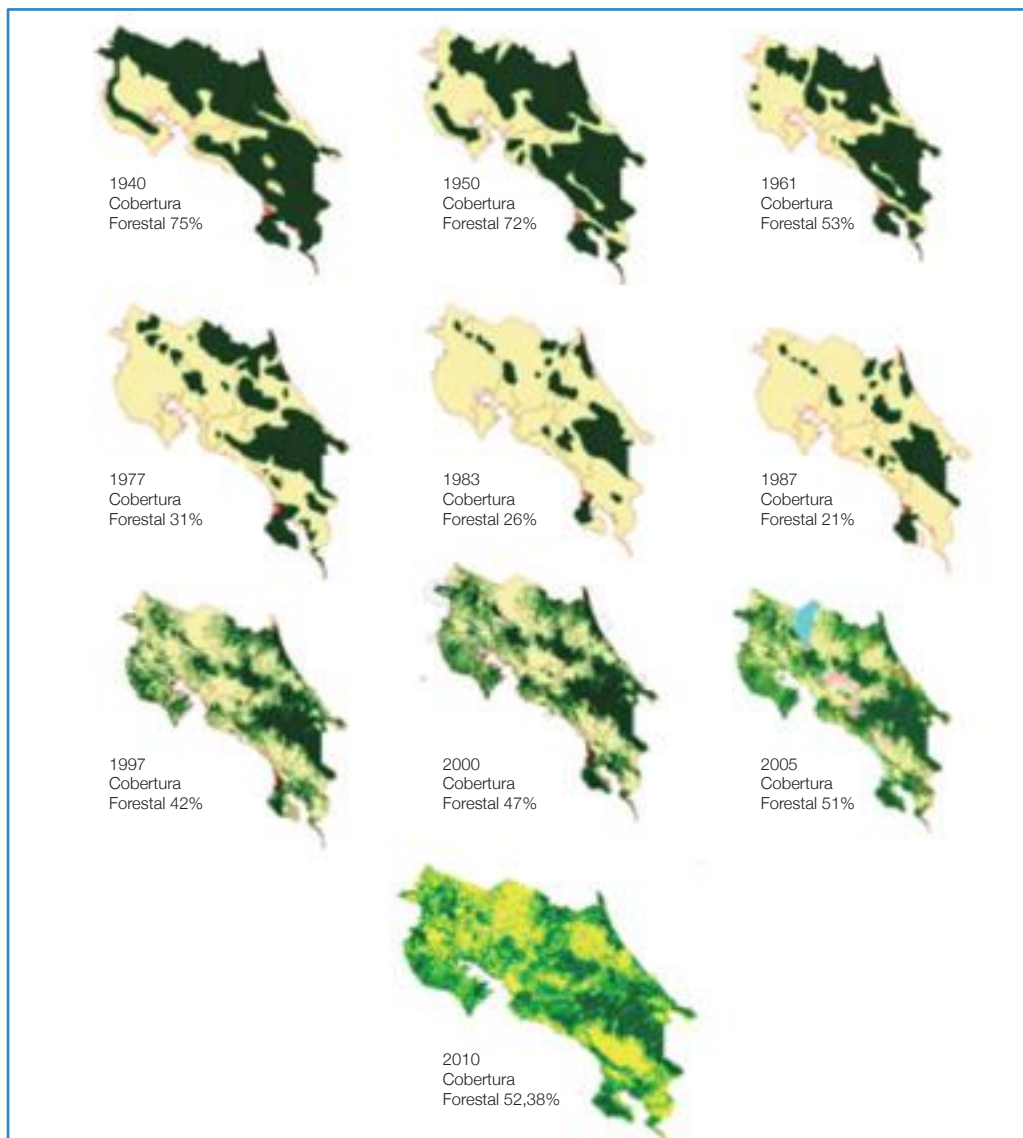 1940
Cobertura
Forestal 75%
1950
Cobertura
Forestal 72%
1961
Cobertura
Forestal 53%
1977
Cobertura
Forestal 31%
1983
Cobertura
Forestal 26%
1987
Cobertura
Forestal 21%
1997
Cobertura
Forestal 42%
2000
Cobertura
Forestal 47%
2005
Cobertura
Forestal 51%
2010
Cobertura
Forestal 52,38%